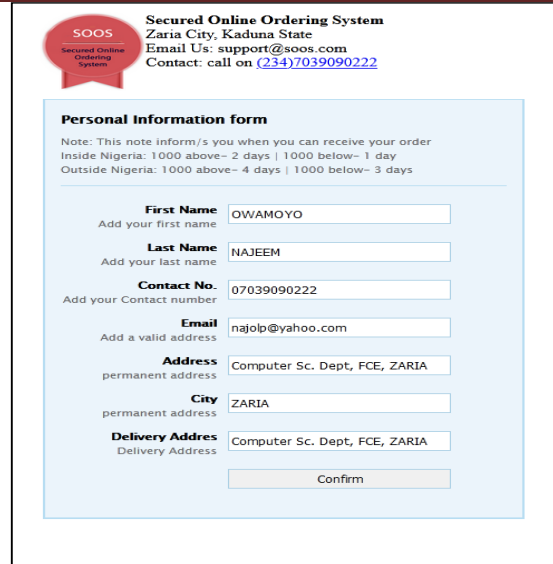 SOOS
Secured Online
Ordering
System
Secured Online Ordering System
Zaria City, Kaduna State
Email Us: support@soos.com
Contact: call on (234)7039090222
Personal Information form
Note: This note inform/s you when you can receive your order
Inside Nigeria: 1000 above- 2 days | 1000 below- 1 day
Outside Nigeria: 1000 above- 4 days | 1000 below- 3 days
First Name OWAMOYO
Add your first name
Last Name NAJEEM
Add your last name
Contact No. 07039090222
Add your Contact number
Email najolp@yahoo.com
Add a valid address
Address Computer Sc. Dept, FCE, ZARIA
permanent address
City ZARIA
permanent address
Delivery Addres Computer Sc. Dept, FCE, ZARIA
Delivery Address
Confirm